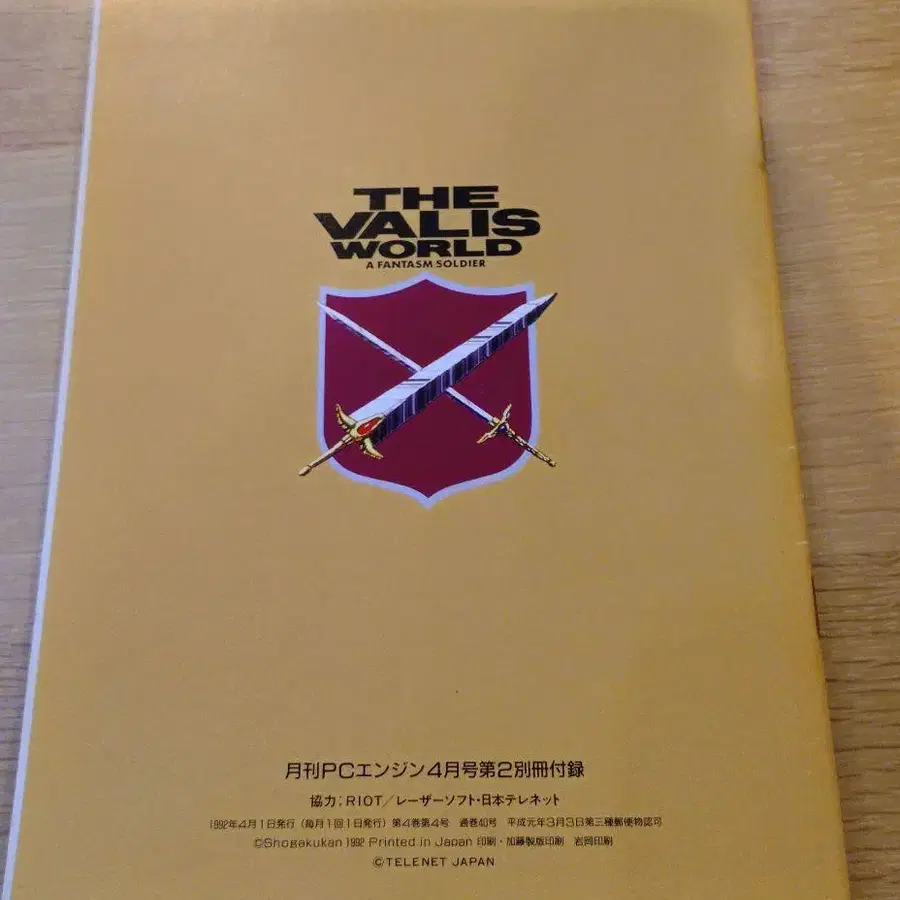 THE
VALIS
WORLD
A FANTASM SOLDIER
月刊PCエンジン4月号第2別冊付録
協力;RIOT/レーザーソフト・日本テレネット
1992年4月1日発行(毎月1回1日発行) 第4巻第4号 通巻40号 平成元年3月3日第三種郵便物認可
©Shogakukan 1992 Printed in Japan 印刷・加藤製版印刷 岩岡印刷
©TELENET JAPAN